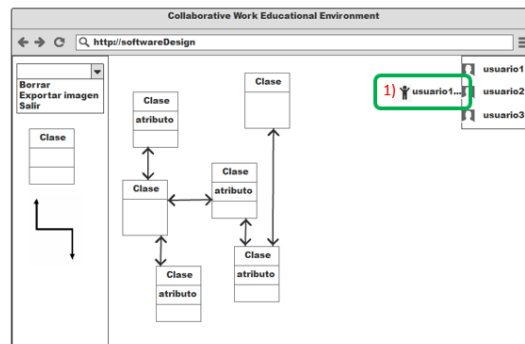 Collaborative Work Educational Environment
http://softwareDesign
Borrar
Exportar imagen
Salir
Clase
Clase
atributo
Clase
Clase
Clase
atributo
Clase
atributo
Clase
atributo
1) usuario1...
usuario1
usuario2
usuario3